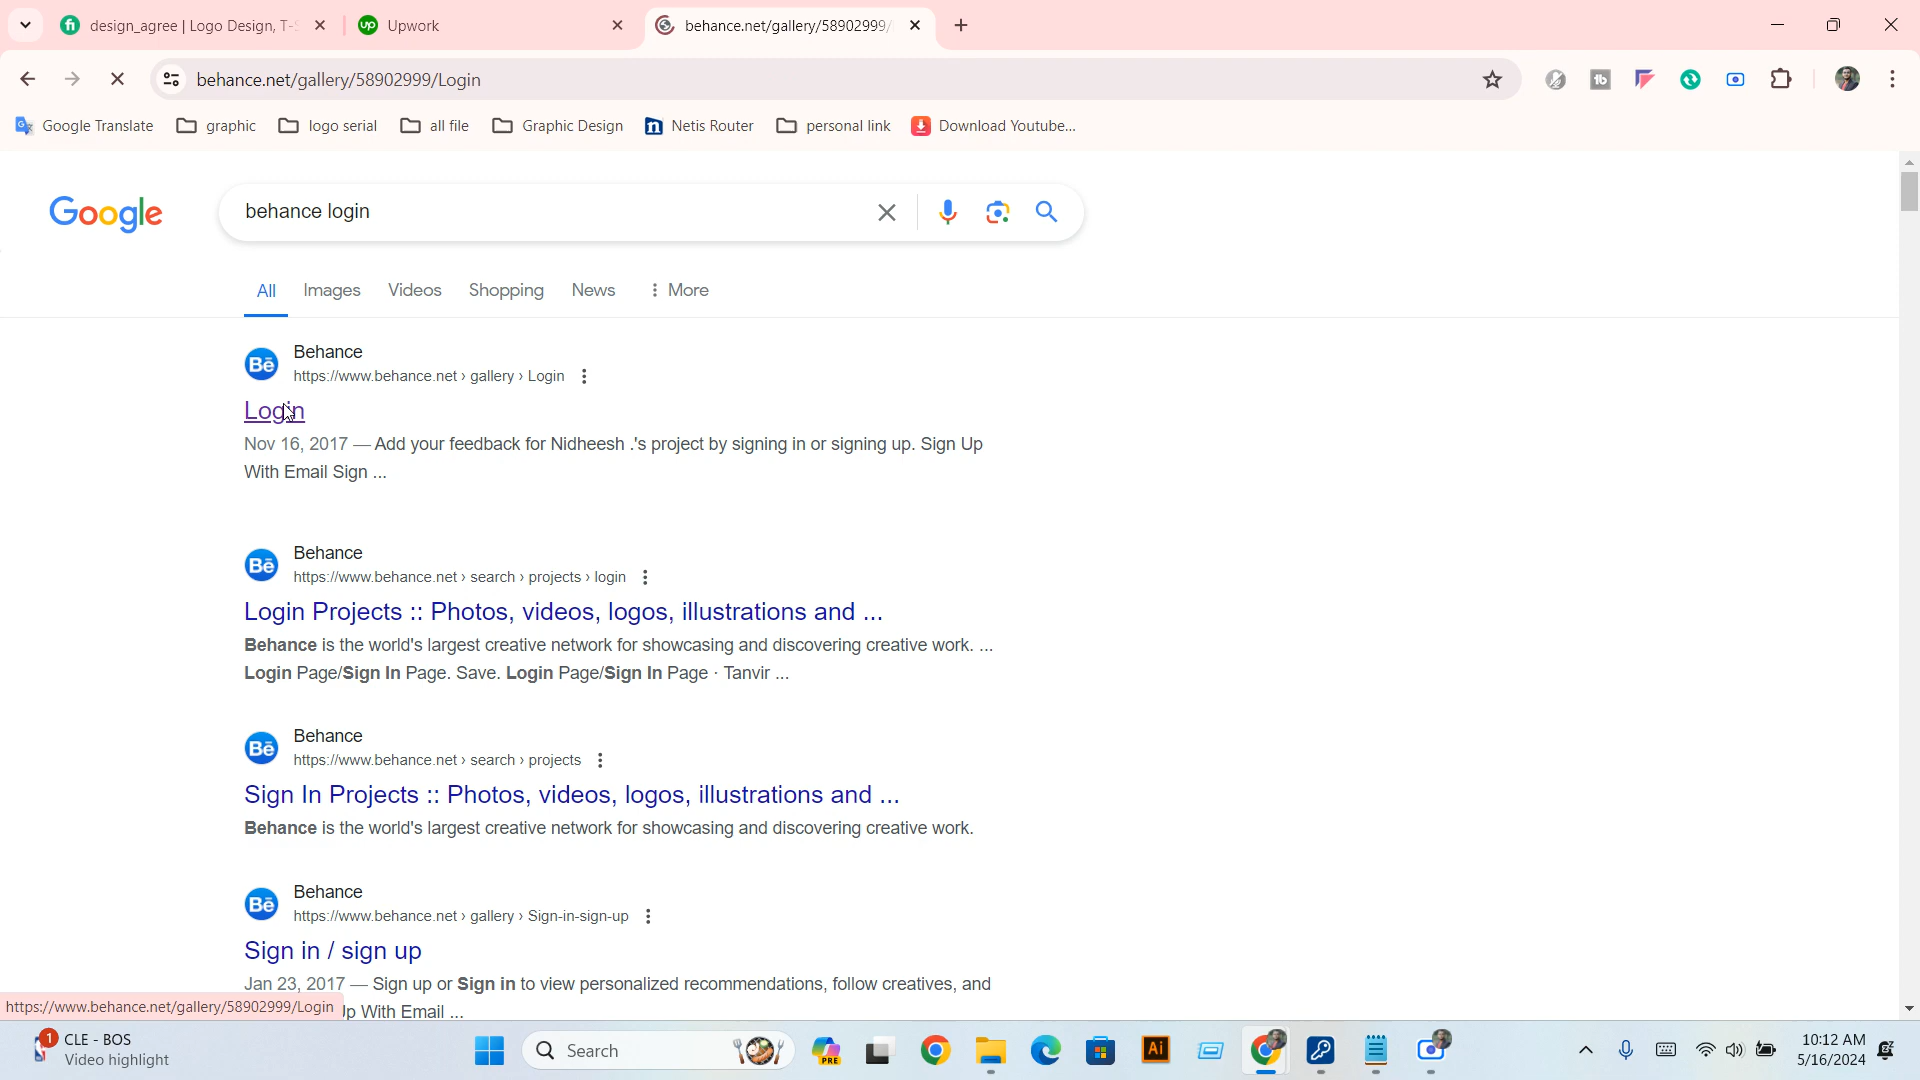 design_agree | Logo Design, T-S
Upwork
behance.net/gallery/58902999/
behance.net/gallery/58902999/Login
Google Translate
graphic
logo serial
all file
Graphic Design
Netis Router
personal link
Download Youtube...
Google
behance login
All
Images
Videos
Shopping
News
More
Behance
https://www.behance.net › gallery › Login
Login
Nov 16, 2017 — Add your feedback for Nidheesh .'s project by signing in or signing up. Sign Up
With Email Sign ...
Behance
https://www.behance.net › search › projects › login
Login Projects :: Photos, videos, logos, illustrations and ...
Behance is the world's largest creative network for showcasing and discovering creative work. ...
Login Page/Sign In Page. Save. Login Page/Sign In Page · Tanvir ...
Behance
https://www.behance.net › search › projects
Sign In Projects :: Photos, videos, logos, illustrations and ...
Behance is the world's largest creative network for showcasing and discovering creative work.
Behance
https://www.behance.net › gallery › Sign-in-sign-up
Sign in / sign up
Jan 23, 2017 — Sign up or Sign in to view personalized recommendations, follow creatives, and
https://www.behance.net/gallery/58902999/Login
Up With Email ...
1
CLE - BOS
Video highlight
Search
PRE
Ai
10:12 AM
5/16/2024